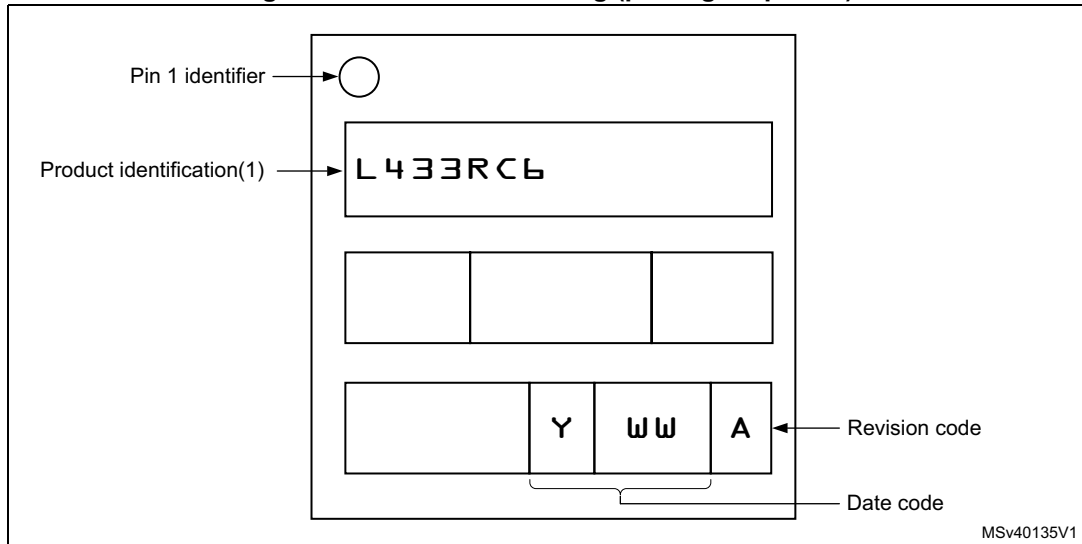 Pin 1 identifier
Product identification(1)
L433RC6
Y WW A
Revision code
Date code
MSv40135V1